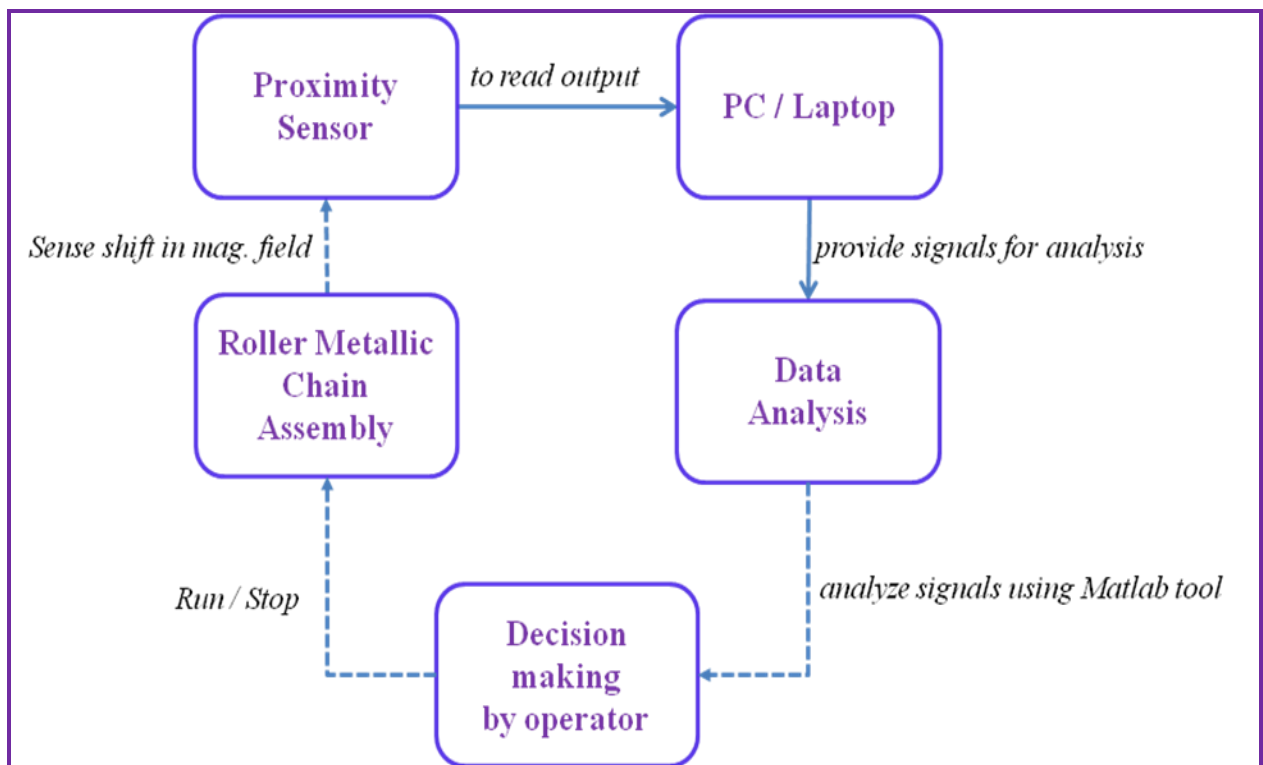 Proximity
Sensor
to read output
PC / Laptop
Sense shift in mag. field
provide signals for analysis
Roller Metallic
Chain
Assembly
Data
Analysis
Run / Stop
analyze signals using Matlab tool
Decision
making
by operator